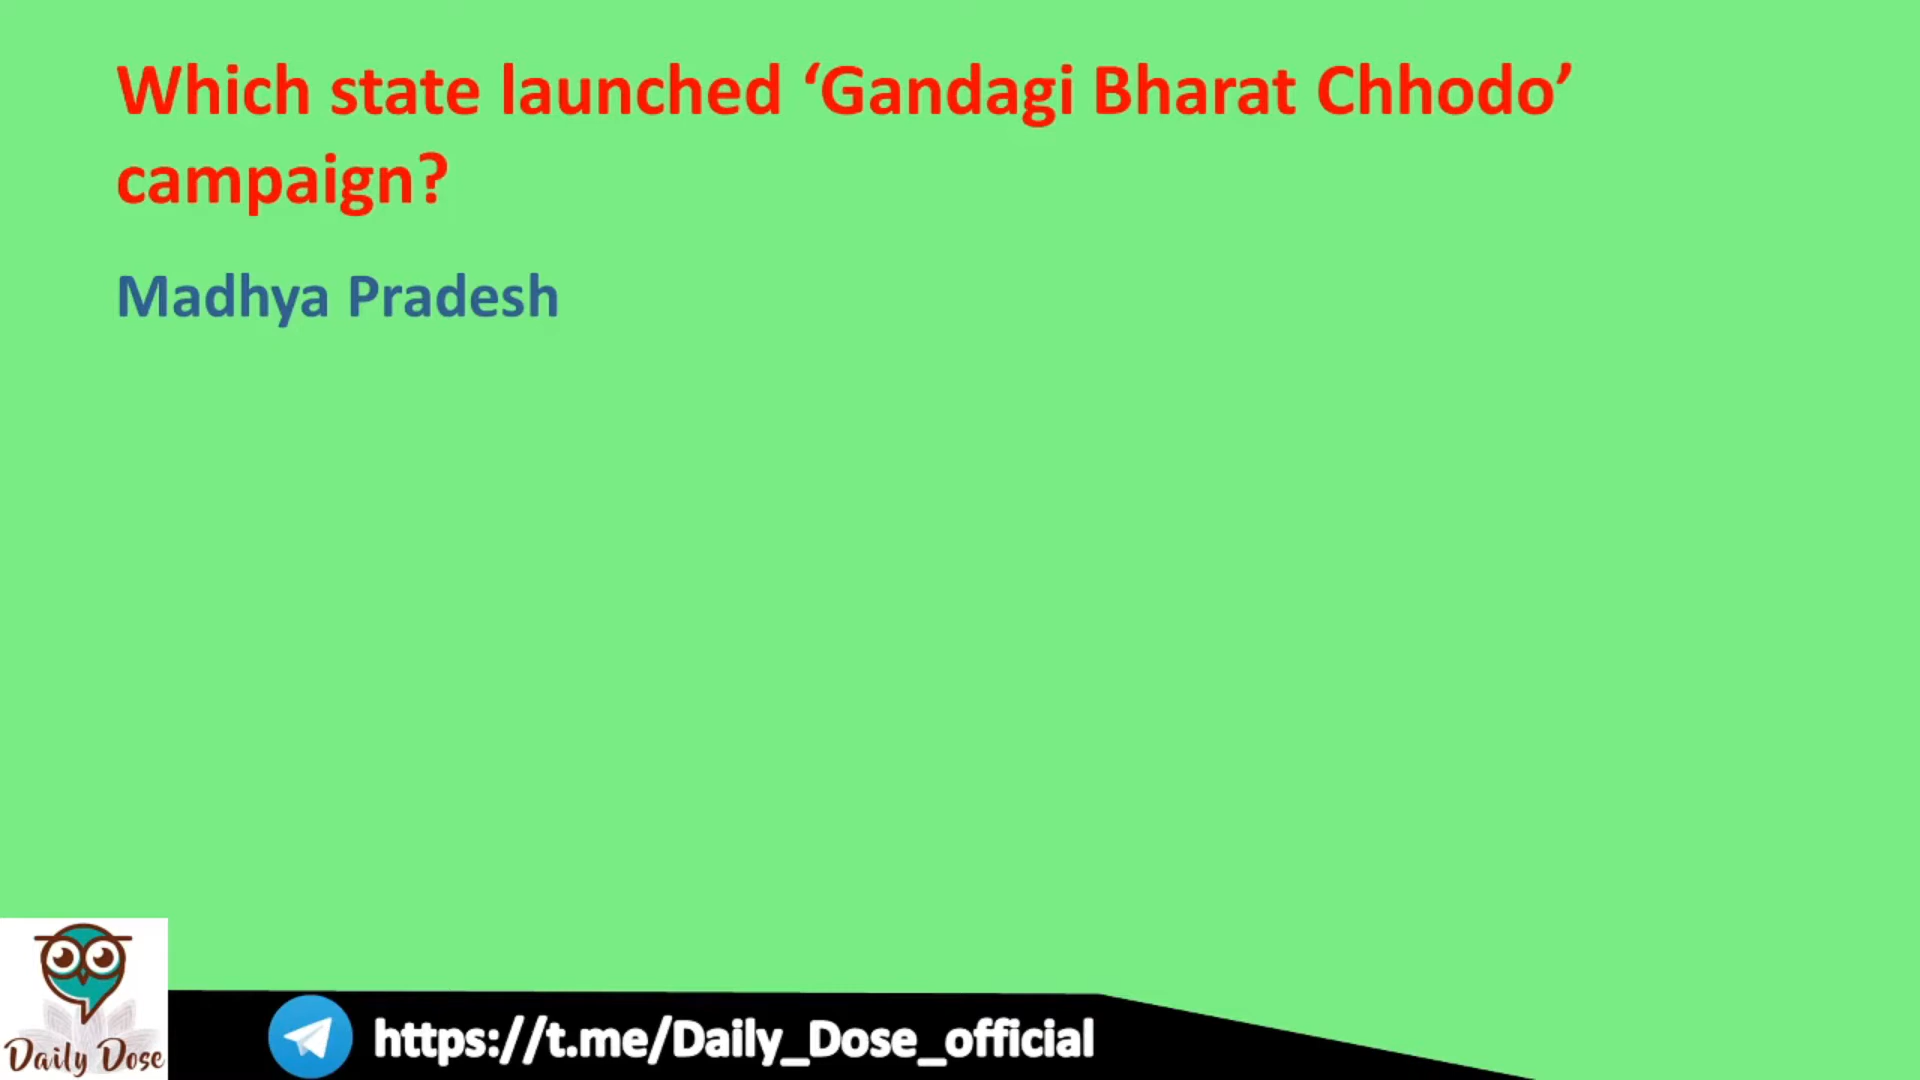 Which state launched ‘Gandagi Bharat Chhodo’
campaign?
Madhya Pradesh
Daily Dose
https://t.me/Daily_Dose_official